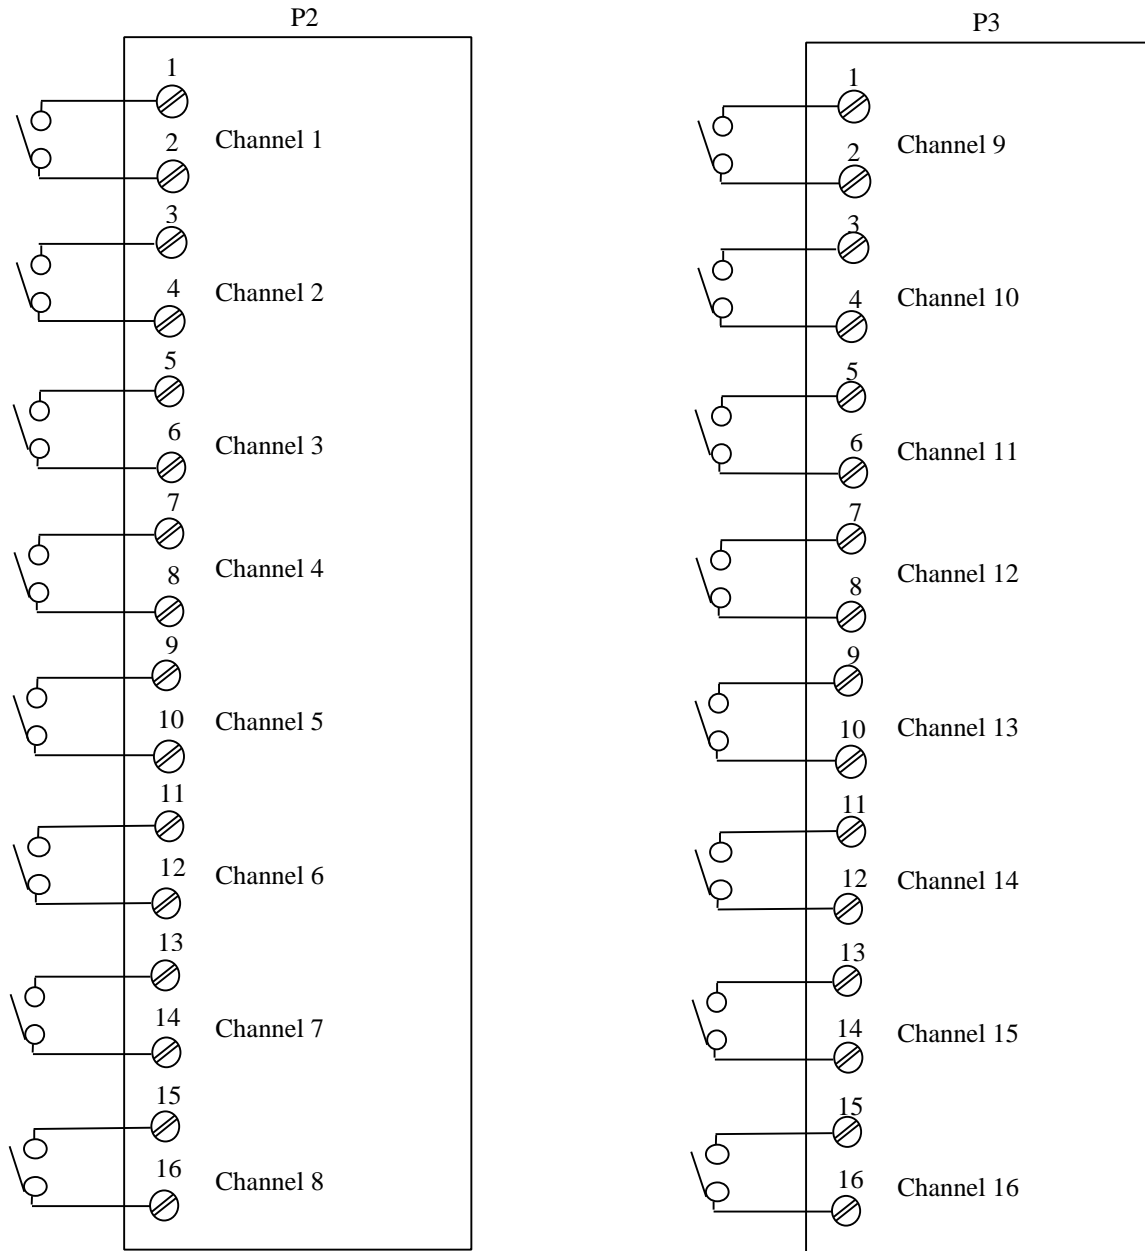 P2
1
Channel 1
2
3
Channel 2
4
5
Channel 3
6
7
Channel 4
8
9
Channel 5
10
11
Channel 6
12
13
Channel 7
14
15
Channel 8
16
P3
1
Channel 9
2
3
Channel 10
4
5
Channel 11
6
7
Channel 12
8
9
Channel 13
10
11
Channel 14
12
13
Channel 15
14
15
Channel 16
16